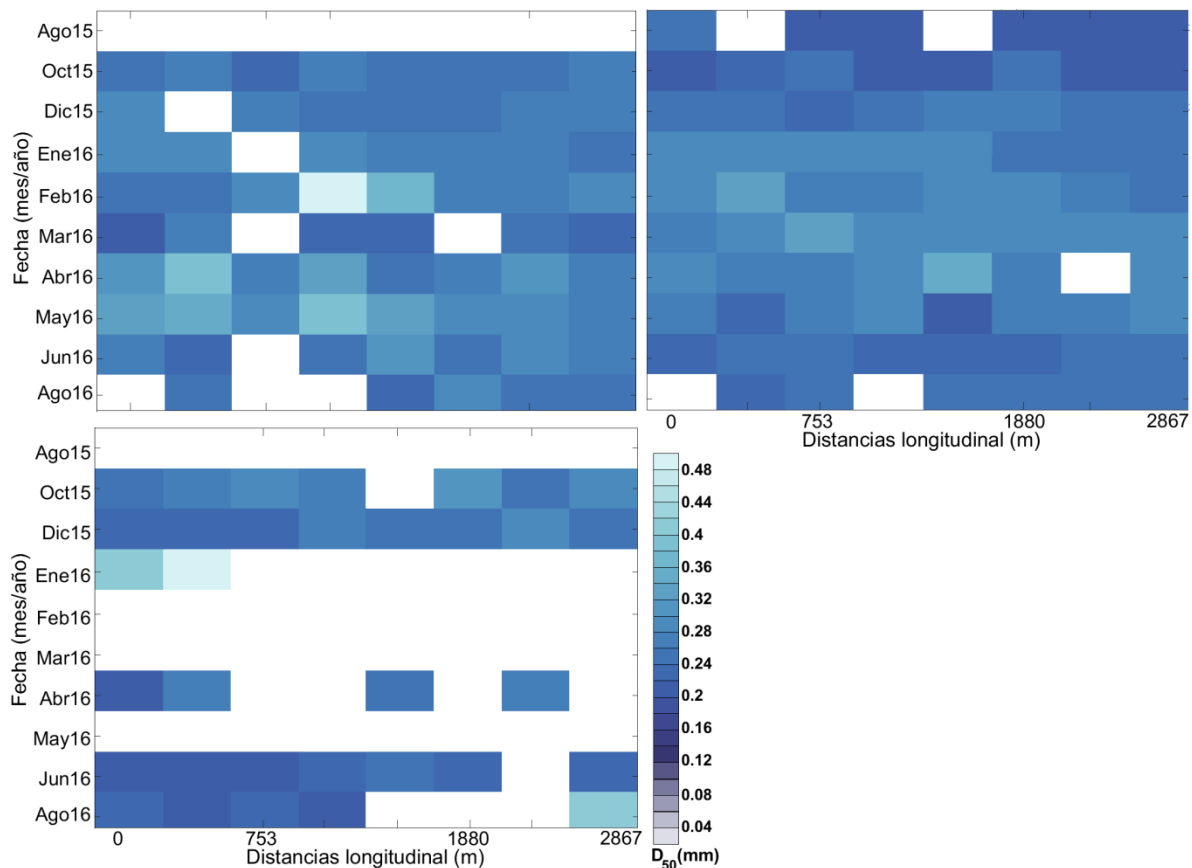 Ago15
Oct15
Dic15
Ene16
Feb16
Mar16
Abr16
May16
Jun16
Ago16
Fecha (mes/año)
0 753 1880 2867
Distancias longitudinal (m)
Ago15
Oct15
Dic15
Ene16
Feb16
Mar16
Abr16
May16
Jun16
Ago16
Fecha (mes/año)
0 753 1880 2867
Distancias longitudinal (m)
0.48
0.44
0.4
0.36
0.32
0.28
0.24
0.2
0.16
0.12
0.08
0.04
D50(mm)